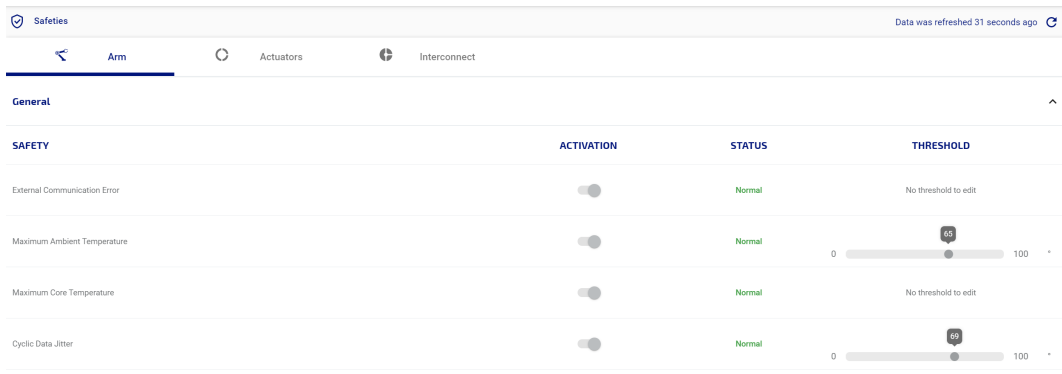 Safeties Data was refreshed 31 seconds ago
Arm Actuators Interconnect
General
SAFETY ACTIVATION STATUS THRESHOLD
External Communication Error Normal No threshold to edit
65
Maximum Ambient Temperature Normal
0 100 °
Maximum Core Temperature Normal No threshold to edit
69
Cyclic Data Jitter Normal
0 100 °